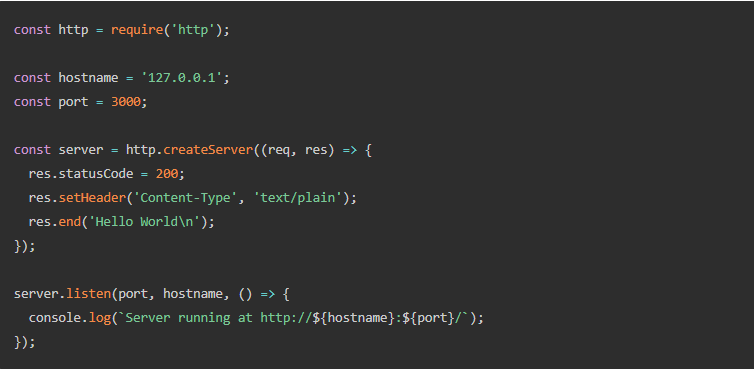 const http = require('http');
const hostname = '127.0.0.1';
const port = 3000;
const server = http.createServer((req, res) => {
  res.statusCode = 200;
  res.setHeader('Content-Type', 'text/plain');
  res.end('Hello World\n');
});
server.listen(port, hostname, () => {
  console.log(`Server running at http://${hostname}:${port}/`);
});